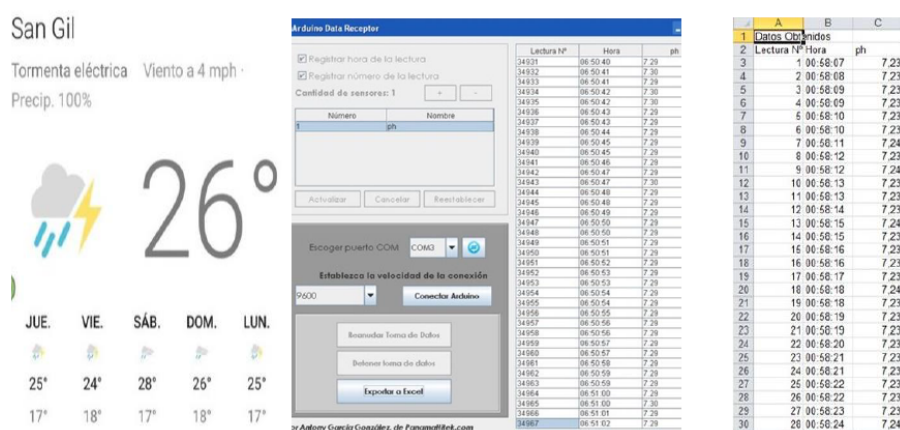 San Gil
Tormenta eléctrica Viento a 4 mph ·
Precip. 100%
26°
JUE. VIE. SÁB. DOM. LUN.
25° 24° 28° 26° 25°
17° 18° 17° 18° 17°
Arduino Data Receptor
Registrar hora de la lectura
Registrar número de la lectura
Cantidad de sensores: 1 + -
Número Nombre
1 ph
Actualizar Cancelar Reestablecer
Escoger puerto COM COM3
Establezca la velocidad de la conexión
9600 Conectar Arduino
Reanudar Toma de Datos
Detener toma de datos
Exportar a Excel
or Antony García González, de Panamahitek.com
Lectura Nº Hora ph
34931 06:50:40 7.29
34932 06:50:41 7.30
34933 06:50:41 7.29
34934 06:50:42 7.30
34935 06:50:42 7.30
34936 06:50:43 7.29
34937 06:50:43 7.29
34938 06:50:44 7.29
34939 06:50:45 7.29
34940 06:50:45 7.29
34941 06:50:46 7.29
34942 06:50:47 7.29
34943 06:50:47 7.30
34944 06:50:48 7.29
34945 06:50:48 7.29
34946 06:50:49 7.29
34947 06:50:50 7.29
34948 06:50:50 7.29
34949 06:50:51 7.29
34950 06:50:51 7.29
34951 06:50:52 7.29
34952 06:50:53 7.29
34953 06:50:53 7.29
34954 06:50:54 7.29
34955 06:50:54 7.29
34956 06:50:55 7.29
34957 06:50:56 7.29
34958 06:50:56 7.29
34959 06:50:57 7.29
34960 06:50:57 7.29
34961 06:50:58 7.29
34962 06:50:59 7.29
34963 06:50:59 7.29
34964 06:51:00 7.29
34965 06:51:00 7.30
34966 06:51:01 7.29
34967 06:51:02 7.29
A B C
1 Datos Obtenidos
2 Lectura Nº Hora ph
3 1 00:58:07 7,23
4 2 00:58:08 7,23
5 3 00:58:09 7,23
6 4 00:58:09 7,23
7 5 00:58:10 7,23
8 6 00:58:10 7,23
9 7 00:58:11 7,24
10 8 00:58:12 7,23
11 9 00:58:12 7,24
12 10 00:58:13 7,23
13 11 00:58:13 7,23
14 12 00:58:14 7,23
15 13 00:58:15 7,24
16 14 00:58:15 7,23
17 15 00:58:16 7,23
18 16 00:58:16 7,23
19 17 00:58:17 7,23
20 18 00:58:18 7,24
21 19 00:58:18 7,23
22 20 00:58:19 7,23
23 21 00:58:19 7,23
24 22 00:58:20 7,23
25 23 00:58:21 7,23
26 24 00:58:21 7,23
27 25 00:58:22 7,23
28 26 00:58:22 7,23
29 27 00:58:23 7,23
30 28 00:58:24 7,24